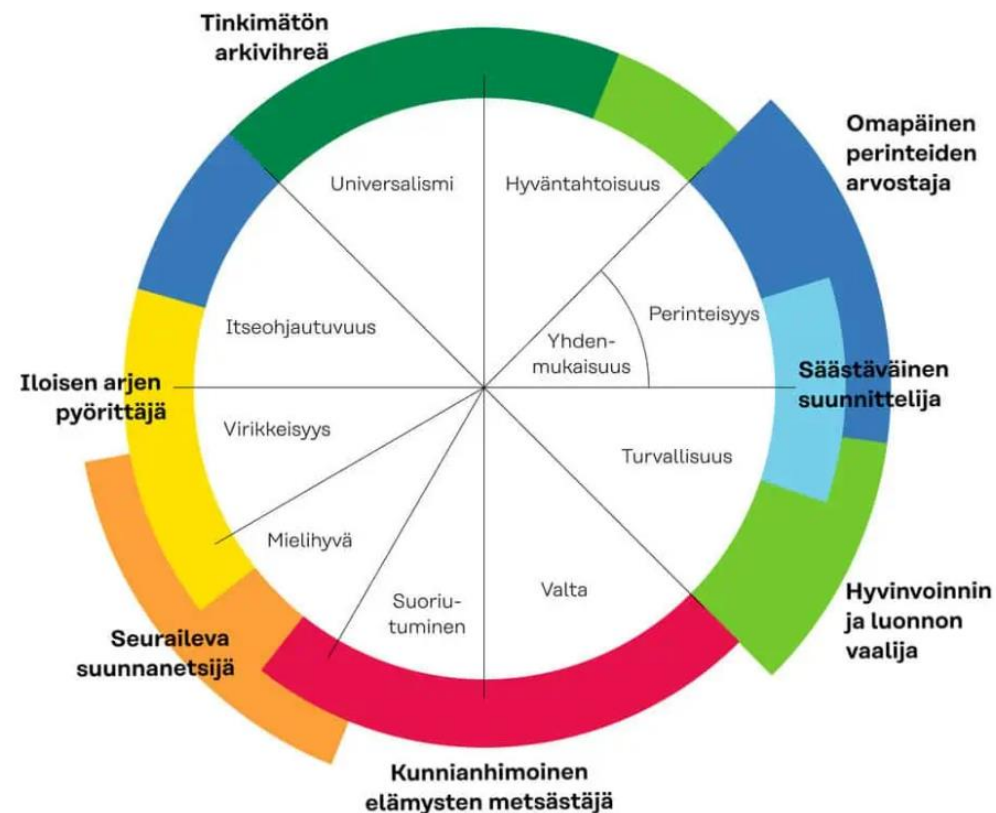 Tinkimätön
arkivihreä
Omapäinen
perinteiden
arvostaja
Universalismi
Hyväntahtoisuus
Itseohjautuvuus
Perinteisyys
Yhden-
mukaisuus
Iloisen arjen
pyörittäjä
Säästäväinen
suunnittelija
Virikkeisyys
Turvallisuus
Mielihyvä
Suoriu-
tuminen
Valta
Seuraileva
suunnanetsijä
Hyvinvoinnin
ja luonnon
vaalija
Kunnianhimoinen
elämysten metsästäjä